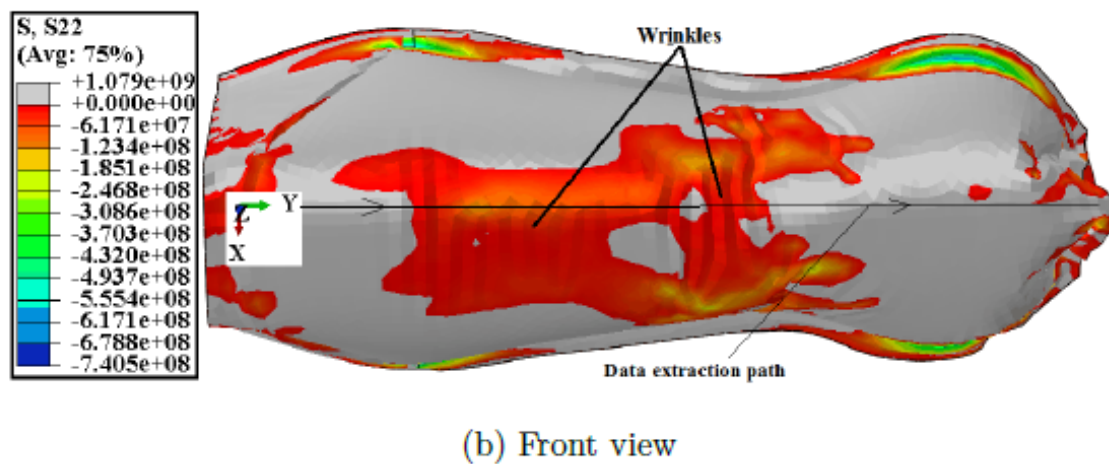 S, S22
(Avg: 75%)
+1.079e+09
+0.000e+00
-6.171e+07
-1.234e+08
-1.851e+08
-2.468e+08
-3.086e+08
-3.703e+08
-4.320e+08
-4.937e+08
-5.554e+08
-6.171e+08
-6.788e+08
-7.405e+08
Wrinkles
Z Y
X
Data extraction path
(b) Front view